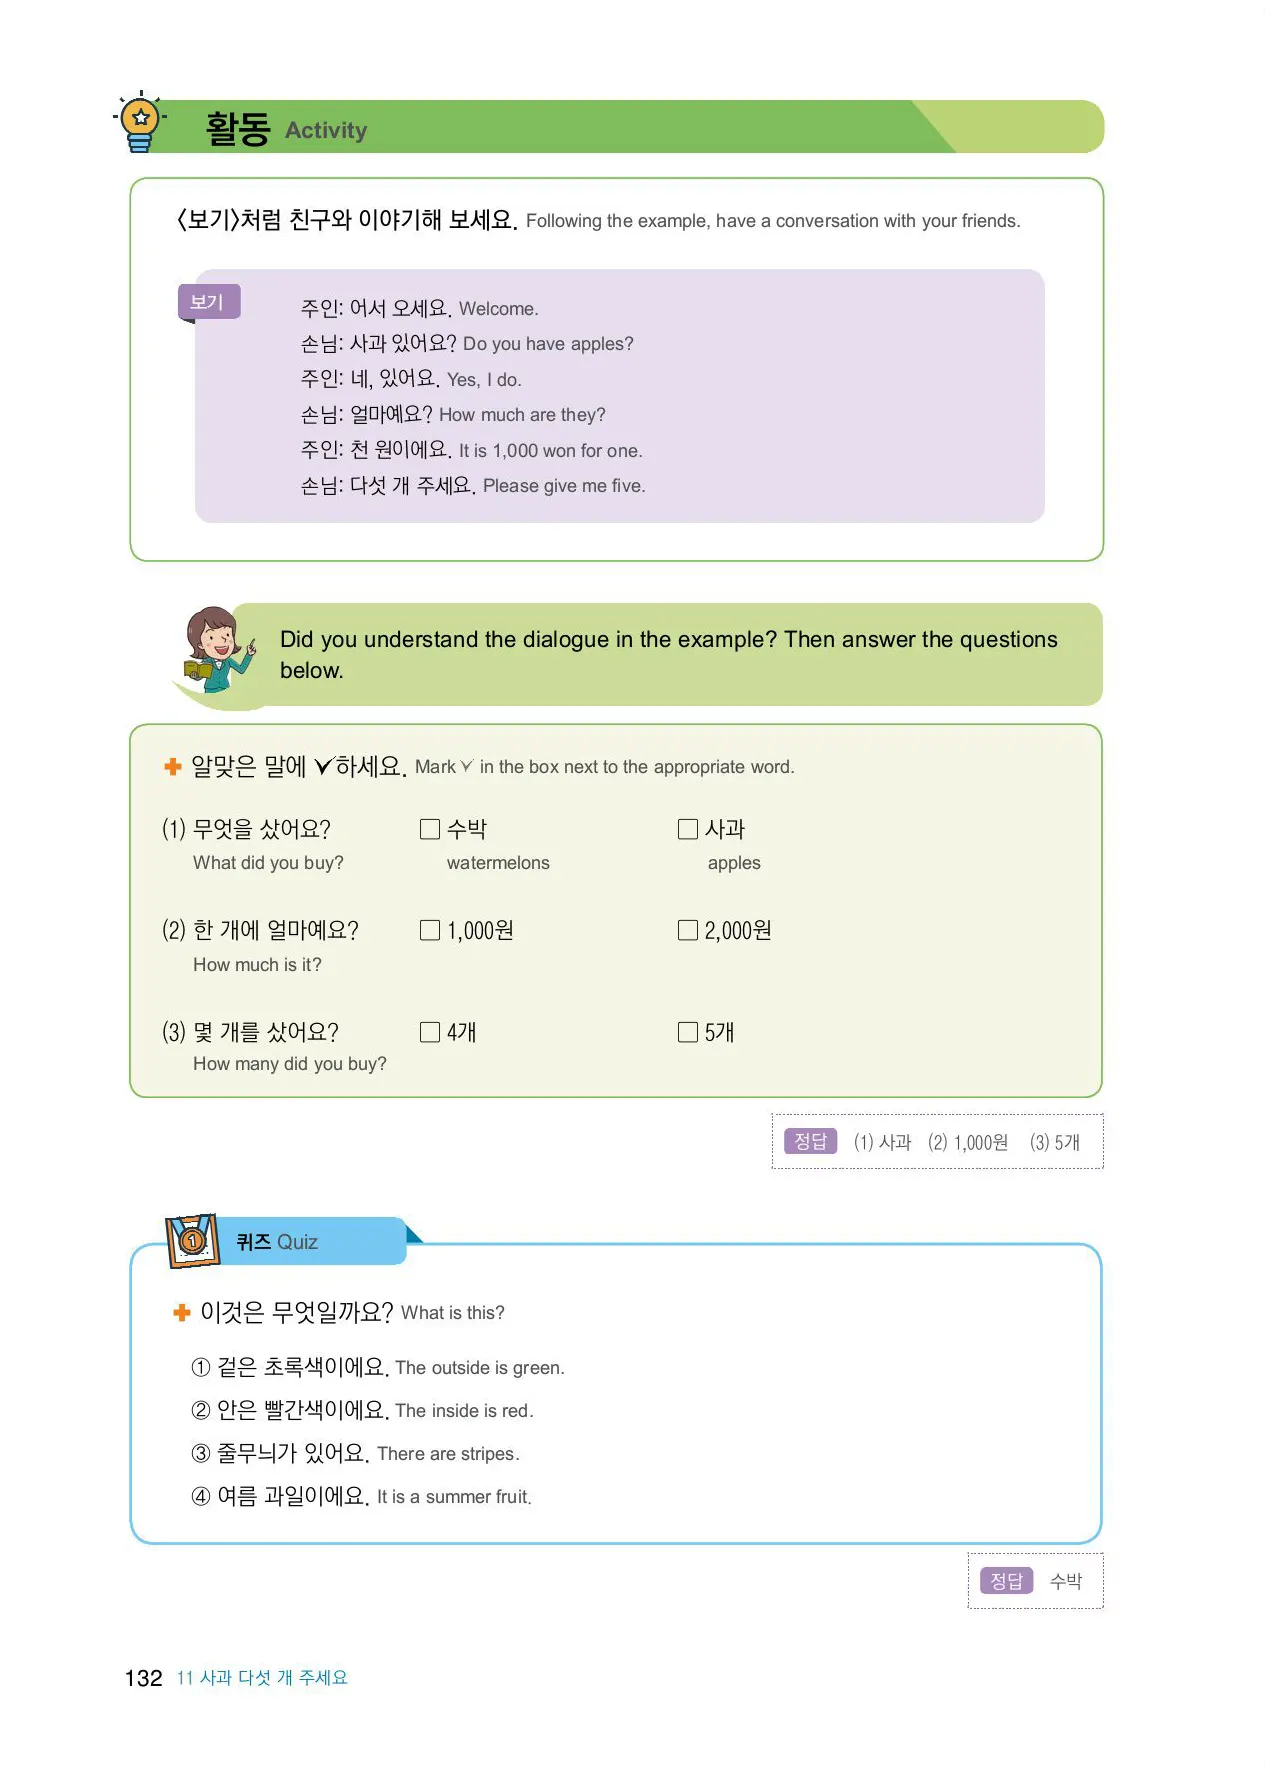 활동 Activity
〈보기〉처럼 친구와 이야기해 보세요. Following the example, have a conversation with your friends.
보기
주인: 어서 오세요. Welcome.
손님: 사과 있어요? Do you have apples?
주인: 네, 있어요. Yes, I do.
손님: 얼마예요? How much are they?
주인: 천 원이에요. It is 1,000 won for one.
손님: 다섯 개 주세요. Please give me five.
Did you understand the dialogue in the example? Then answer the questions
below.
알맞은 말에 ✓하세요. Mark ✓ in the box next to the appropriate word.
(1) 무엇을 샀어요? □ 수박 □ 사과
What did you buy? watermelons apples
(2) 한 개에 얼마예요? □ 1,000원 □ 2,000원
How much is it?
(3) 몇 개를 샀어요? □ 4개 □ 5개
How many did you buy?
정답 (1) 사과 (2) 1,000원 (3) 5개
1 퀴즈 Quiz
이것은 무엇일까요? What is this?
① 겉은 초록색이에요. The outside is green.
② 안은 빨간색이에요. The inside is red.
③ 줄무늬가 있어요. There are stripes.
④ 여름 과일이에요. It is a summer fruit.
정답 수박
132 11 사과 다섯 개 주세요